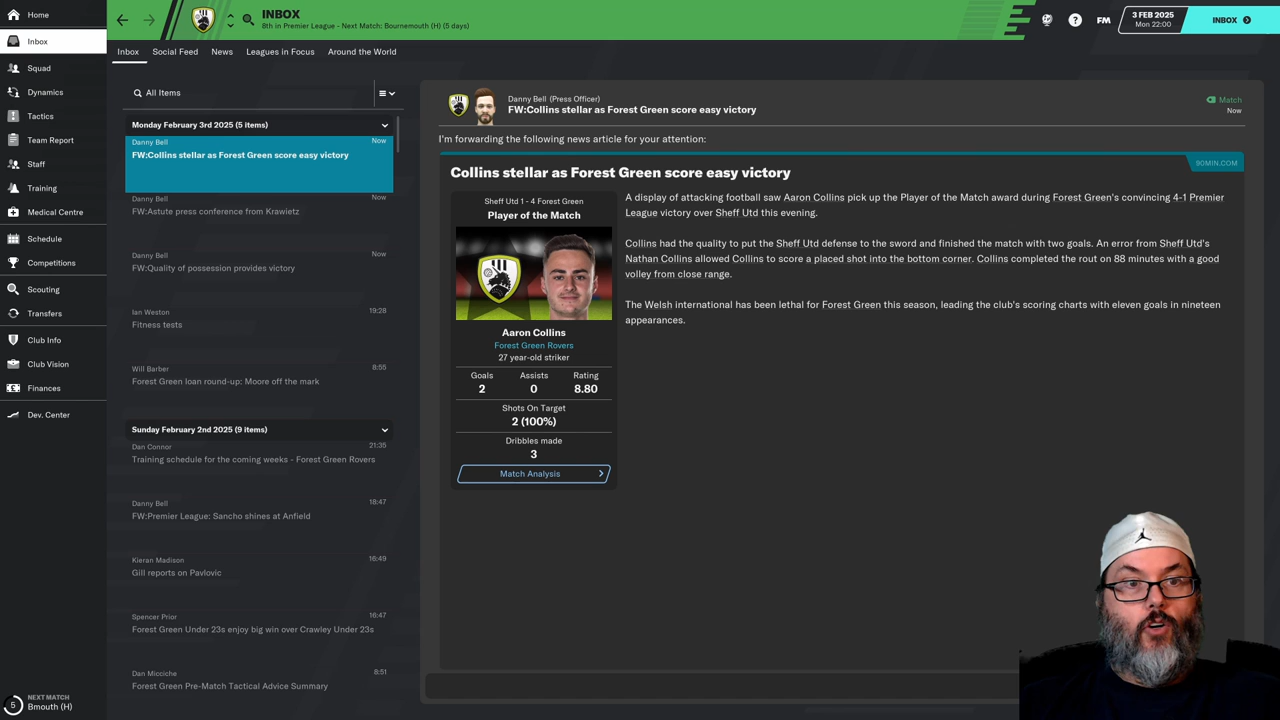 Home
Inbox
Squad
Dynamics
Tactics
Team Report
Staff
Training
Medical Centre
Schedule
Competitions
Scouting
Transfers
Club Info
Club Vision
Finances
Dev. Center
5
NEXT MATCH
Bmouth (H)
INBOX
8th in Premier League - Next Match: Bournemouth (H) (5 days)
?
FM
3 FEB 2025
Mon 22:00
INBOX
Inbox
Social Feed
News
Leagues in Focus
Around the World
All Items
Monday February 3rd 2025 (5 items)
Danny Bell
Now
FW:Collins stellar as Forest Green score easy victory
Danny Bell
Now
FW:Astute press conference from Krawietz
Danny Bell
Now
FW:Quality of possession provides victory
Ian Weston
19:28
Fitness tests
Will Barber
8:55
Forest Green loan round-up: Moore off the mark
Sunday February 2nd 2025 (9 items)
Dan Connor
21:35
Training schedule for the coming weeks - Forest Green Rovers
Danny Bell
18:47
FW:Premier League: Sancho shines at Anfield
Kieran Madison
16:49
Gill reports on Pavlovic
Spencer Prior
16:47
Forest Green Under 23s enjoy big win over Crawley Under 23s
Dan Micciche
8:51
Forest Green Pre-Match Tactical Advice Summary
Danny Bell (Press Officer)
FW:Collins stellar as Forest Green score easy victory
Match
Now
I'm forwarding the following news article for your attention:
90MIN.COM
Collins stellar as Forest Green score easy victory
Sheff Utd 1 - 4 Forest Green
Player of the Match
Aaron Collins
Forest Green Rovers
27 year-old striker
Goals
Assists
Rating
2
0
8.80
Shots On Target
2 (100%)
Dribbles made
3
Match Analysis
A display of attacking football saw Aaron Collins pick up the Player of the Match award during Forest Green's convincing 4-1 Premier
League victory over Sheff Utd this evening.
Collins had the quality to put the Sheff Utd defense to the sword and finished the match with two goals. An error from Sheff Utd's
Nathan Collins allowed Collins to score a placed shot into the bottom corner. Collins completed the rout on 88 minutes with a good
volley from close range.
The Welsh international has been lethal for Forest Green this season, leading the club's scoring charts with eleven goals in nineteen
appearances.